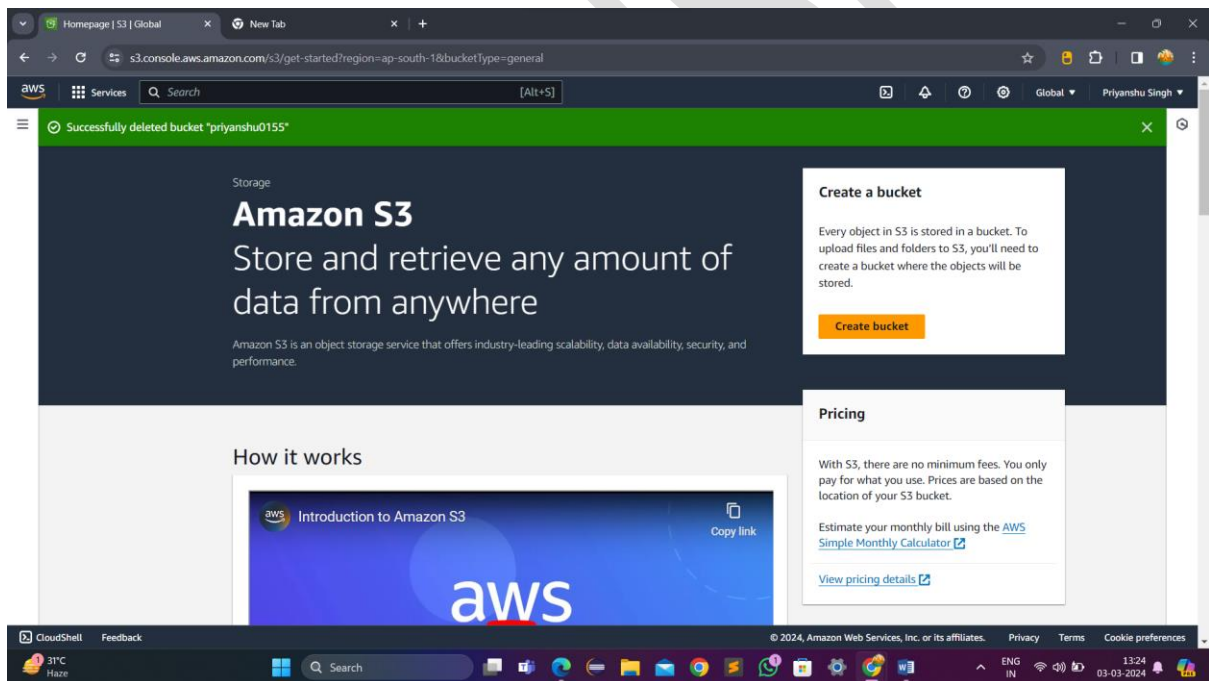 Homepage | S3 | Global
New Tab
s3.console.aws.amazon.com/s3/get-started?region=ap-south-1&bucketType=general
aws
Services
Search
[Alt+S]
Global
Priyanshu Singh
Successfully deleted bucket "priyanshu0155"
Storage
Amazon S3
Store and retrieve any amount of
data from anywhere
Amazon S3 is an object storage service that offers industry-leading scalability, data availability, security, and
performance.
Create a bucket
Every object in S3 is stored in a bucket. To
upload files and folders to S3, you'll need to
create a bucket where the objects will be
stored.
Create bucket
How it works
aws
Introduction to Amazon S3
Copy link
aws
Pricing
With S3, there are no minimum fees. You only
pay for what you use. Prices are based on the
location of your S3 bucket.
Estimate your monthly bill using the AWS
Simple Monthly Calculator
View pricing details
CloudShell
Feedback
© 2024, Amazon Web Services, Inc. or its affiliates.
Privacy
Terms
Cookie preferences
31°C
Haze
Search
ENG
IN
13:24
03-03-2024